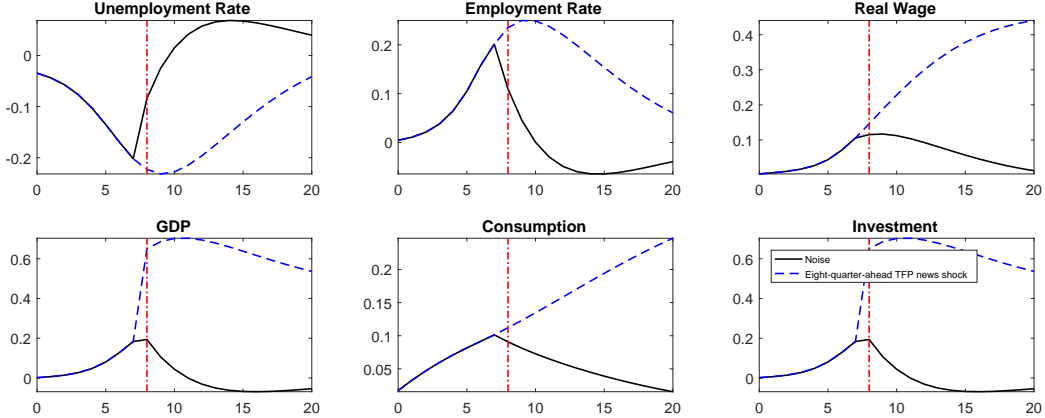 Unemployment Rate
0
-0.1
-0.2
0 5 10 15 20
Employment Rate
0.2
0.1
0
0 5 10 15 20
Real Wage
0.4
0.3
0.2
0.1
0 5 10 15 20
GDP
0.6
0.4
0.2
0
0 5 10 15 20
Consumption
0.2
0.15
0.1
0.05
0 5 10 15 20
Investment
Noise
Eight-quarter-ahead TFP news shock
0.6
0.4
0.2
0
0 5 10 15 20